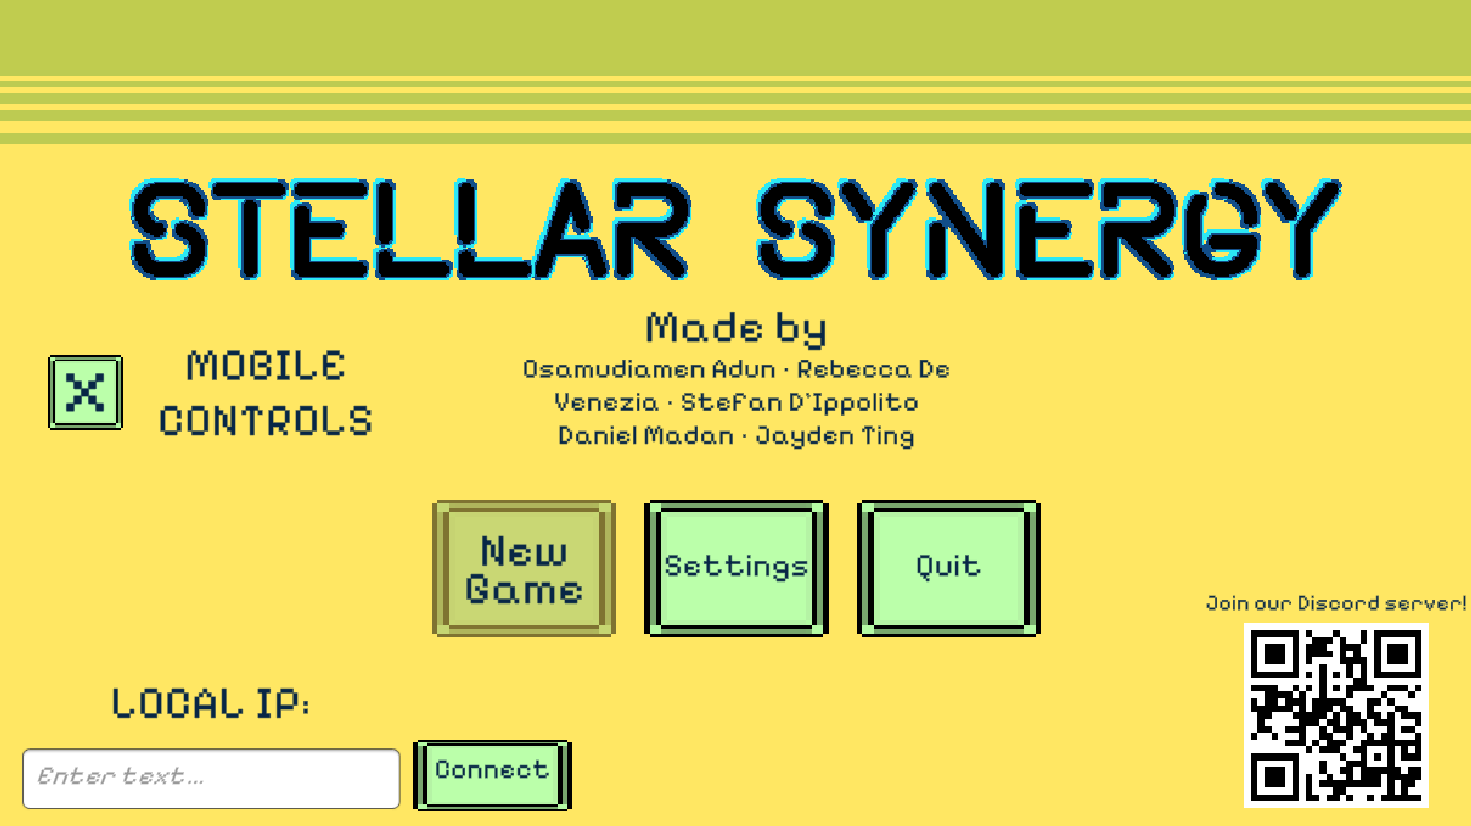 STELLAR SYNERGY
Made by
Osamudiamen Adun · Rebecca De
Venezia · Stefan D'Ippolito
Daniel Madan · Jayden Ting
X
MOBILE
CONTROLS
New
Game
Settings
Quit
Join our Discord server!
LOCAL IP:
Enter text...
Connect